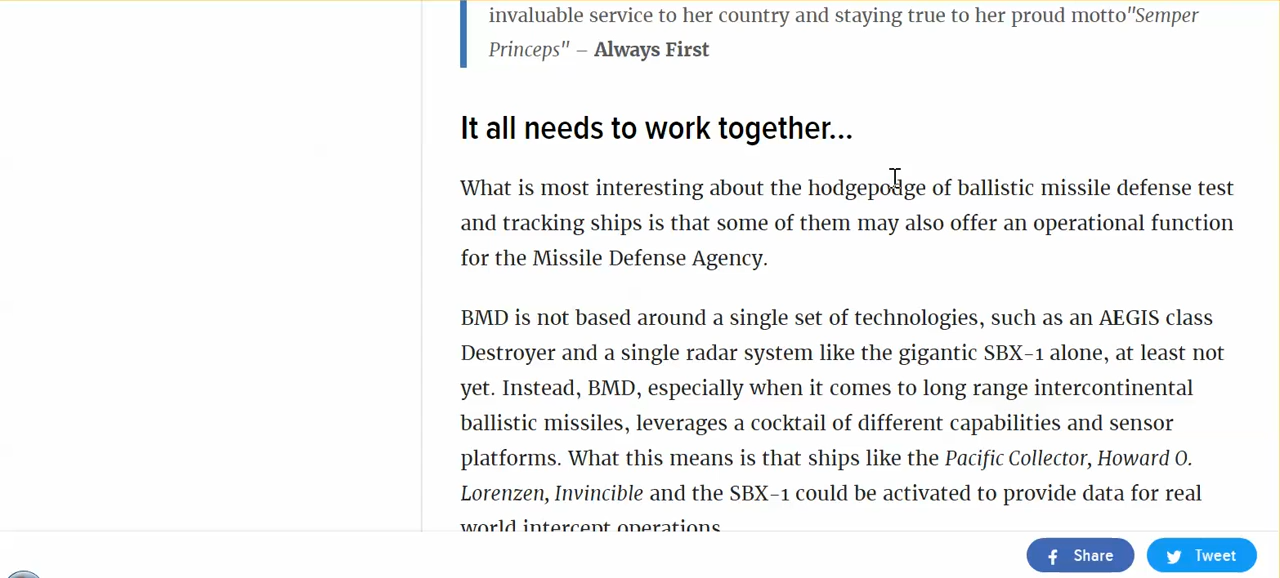 invaluable service to her country and staying true to her proud motto"Semper
Princeps" – Always First
It all needs to work together...
What is most interesting about the hodgepodge of ballistic missile defense test
and tracking ships is that some of them may also offer an operational function
for the Missile Defense Agency.
BMD is not based around a single set of technologies, such as an AEGIS class
Destroyer and a single radar system like the gigantic SBX-1 alone, at least not
yet. Instead, BMD, especially when it comes to long range intercontinental
ballistic missiles, leverages a cocktail of different capabilities and sensor
platforms. What this means is that ships like the Pacific Collector, Howard O.
Lorenzen, Invincible and the SBX-1 could be activated to provide data for real
world intercept operations.
Share
Tweet